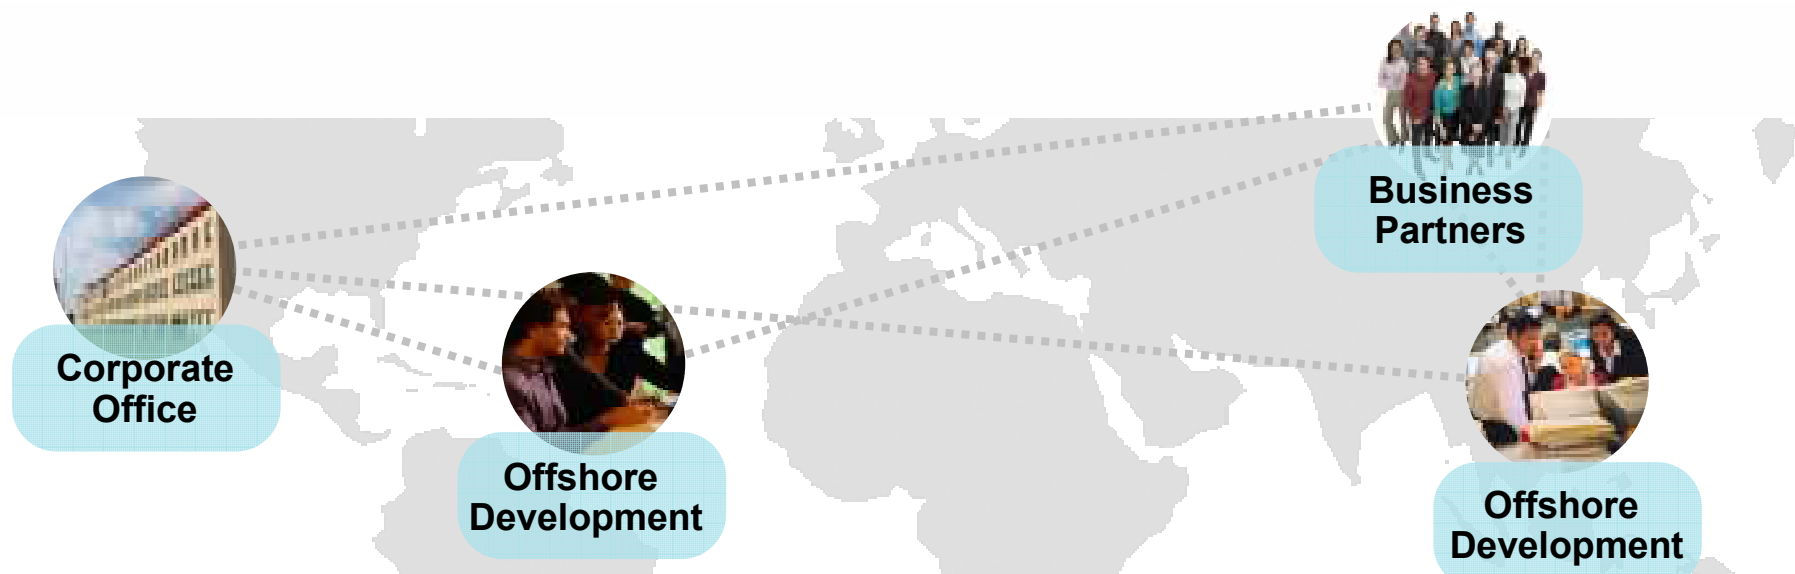 Business
Partners
Corporate
Office
Offshore
Development
Offshore
Development